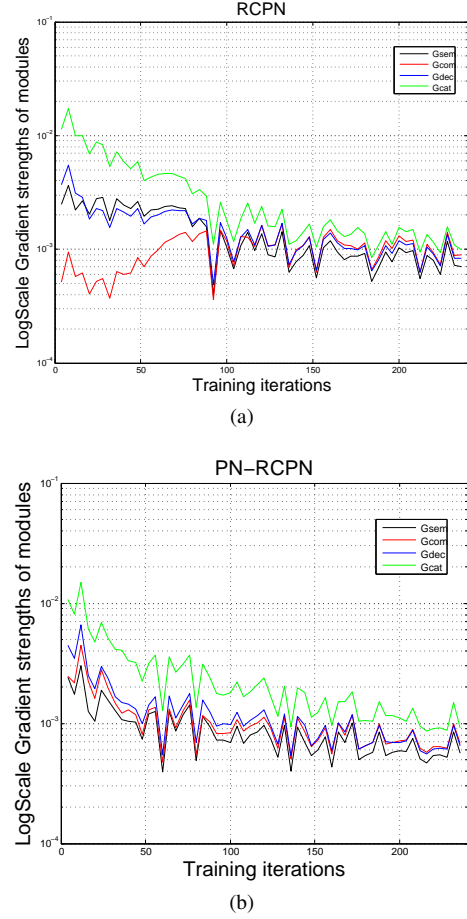 RCPN
LogScale Gradient strengths of modules
10⁻¹
10⁻²
10⁻³
10⁻⁴
Gsem
Gcom
Gdec
Gcat
0 50 100 150 200
Training iterations
(a)
PN−RCPN
LogScale Gradient strengths of modules
10⁻¹
10⁻²
10⁻³
10⁻⁴
Gsem
Gcom
Gdec
Gcat
0 50 100 150 200
Training iterations
(b)